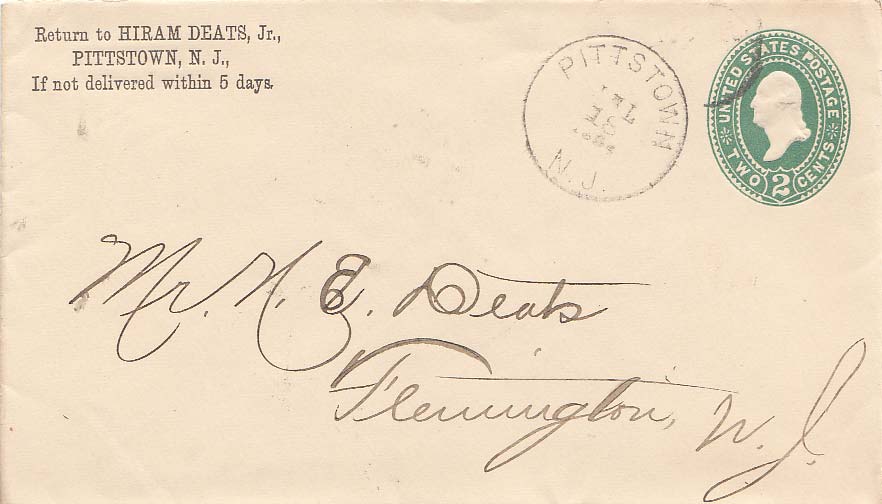 Return to HIRAM DEATS, Jr.,
PITTSTOWN, N. J.,
If not delivered within 5 days.
PITTSTOWN
N.J.
UNITED STATES POSTAGE
TWO 2 CENTS
Mr. H. E. Deats
Flemington, N. J.